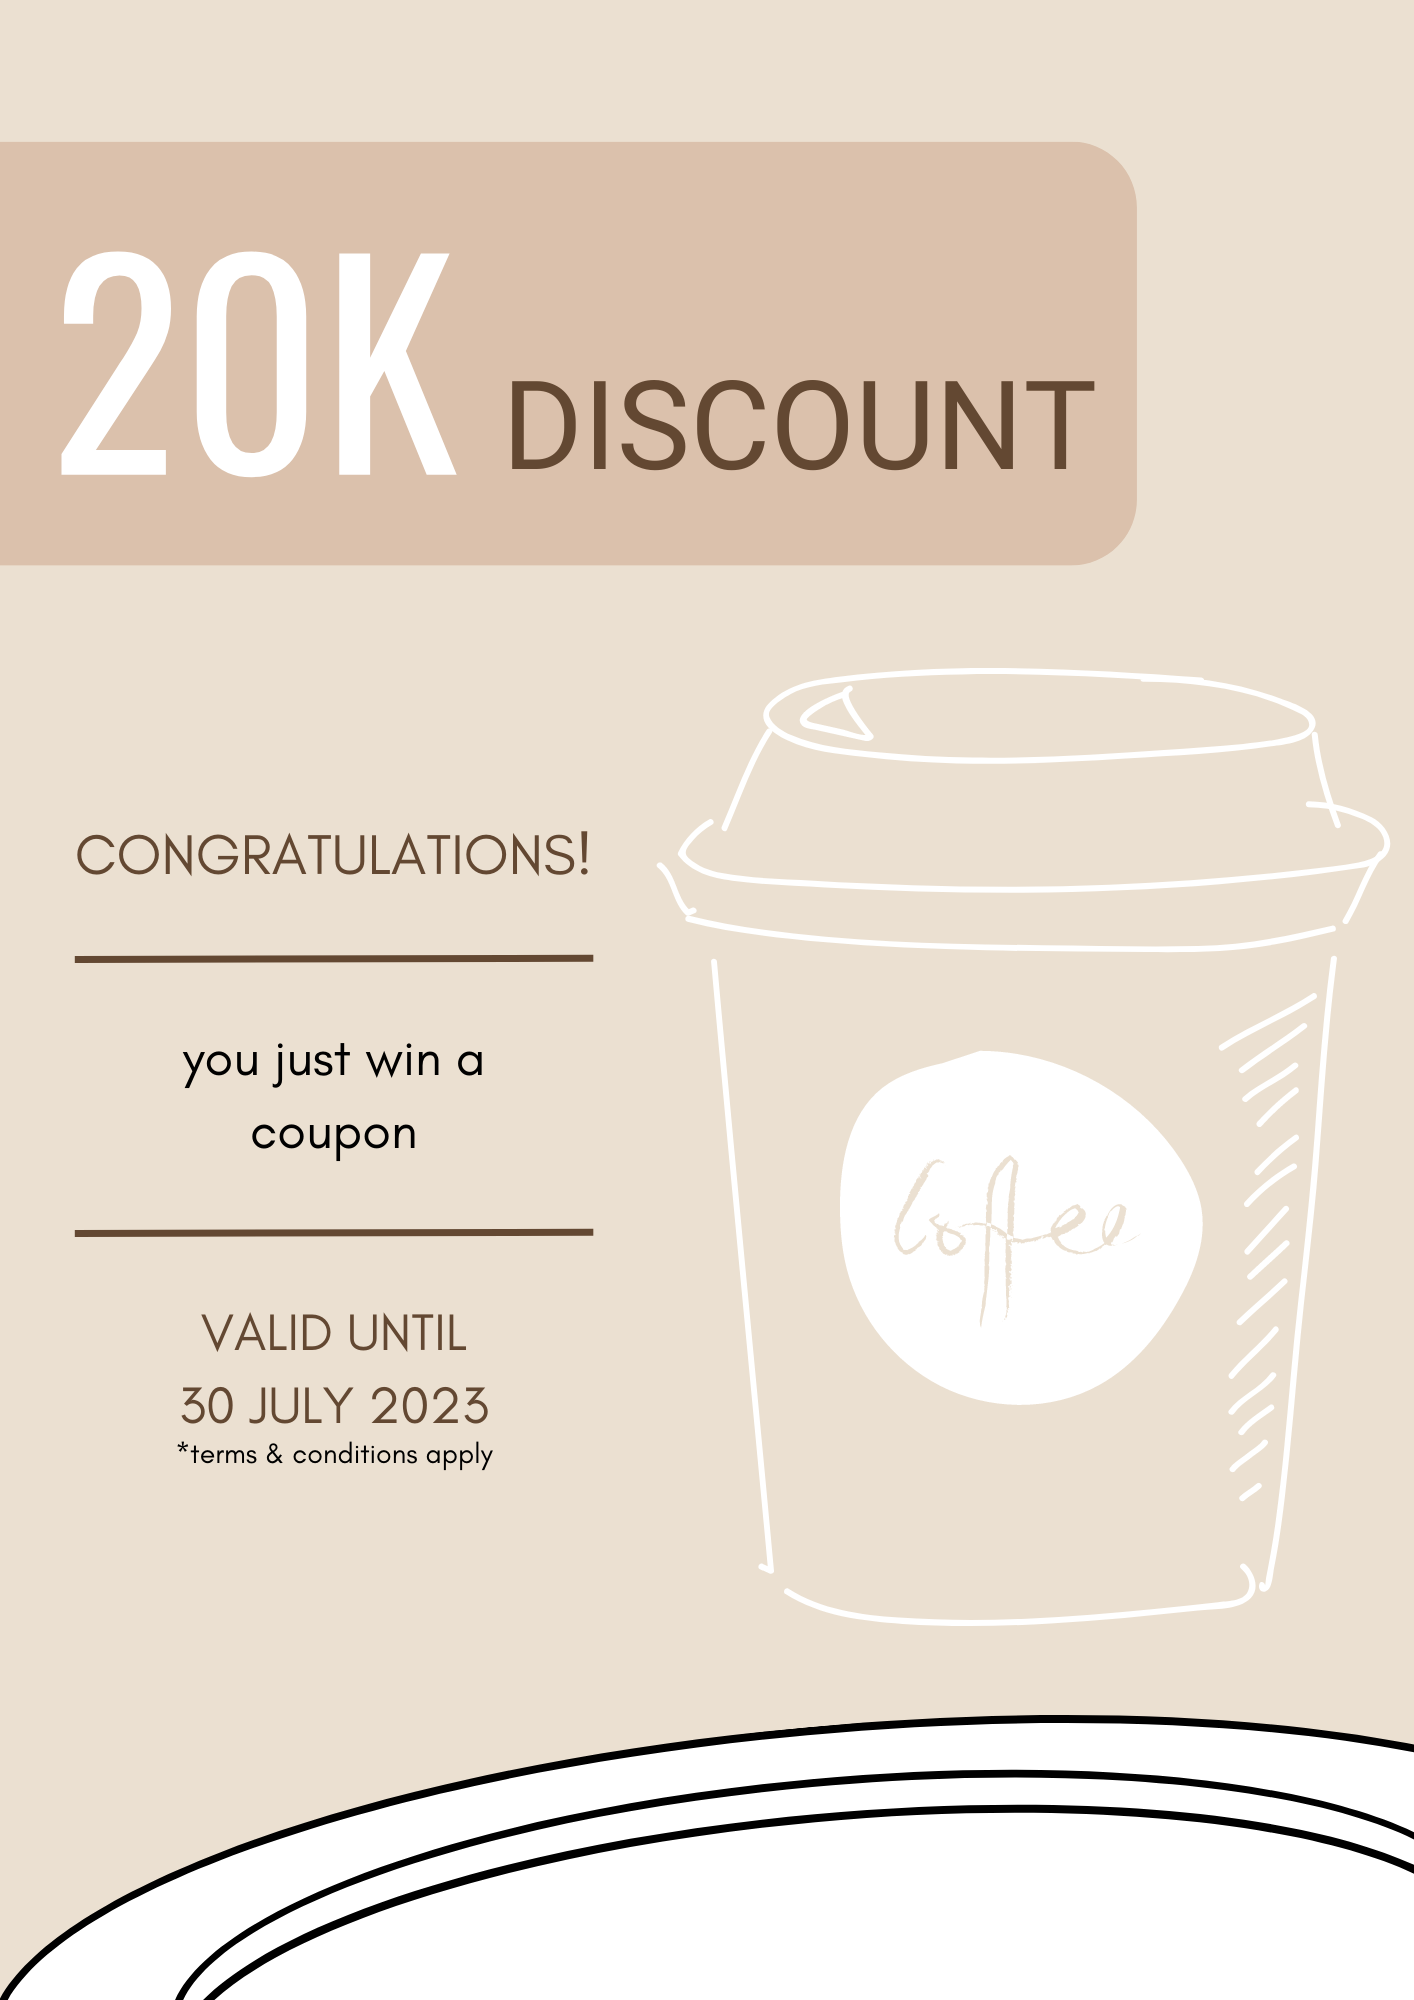 20K DISCOUNT
CONGRATULATIONS!
you just win a
coupon
VALID UNTIL
30 JULY 2023
*terms & conditions apply
Coffee